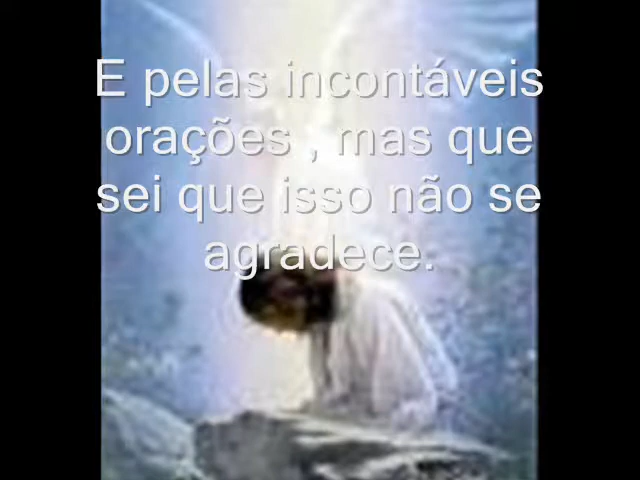 E pelas incontáveis
orações , mas que
sei que isso não se
agradece.